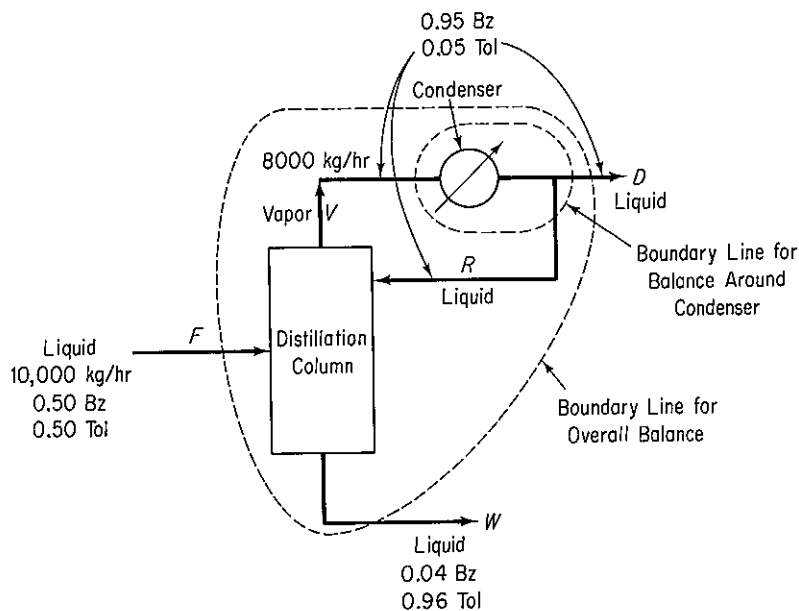 0.95 Bz
0.05 Tol
Condenser
8000 kg/hr
D
Liquid
Vapor V
R
Liquid
Boundary Line for
Balance Around
Condenser
F
Liquid
10,000 kg/hr
0.50 Bz
0.50 Tol
Distillation
Column
Boundary Line for
Overall Balance
W
Liquid
0.04 Bz
0.96 Tol